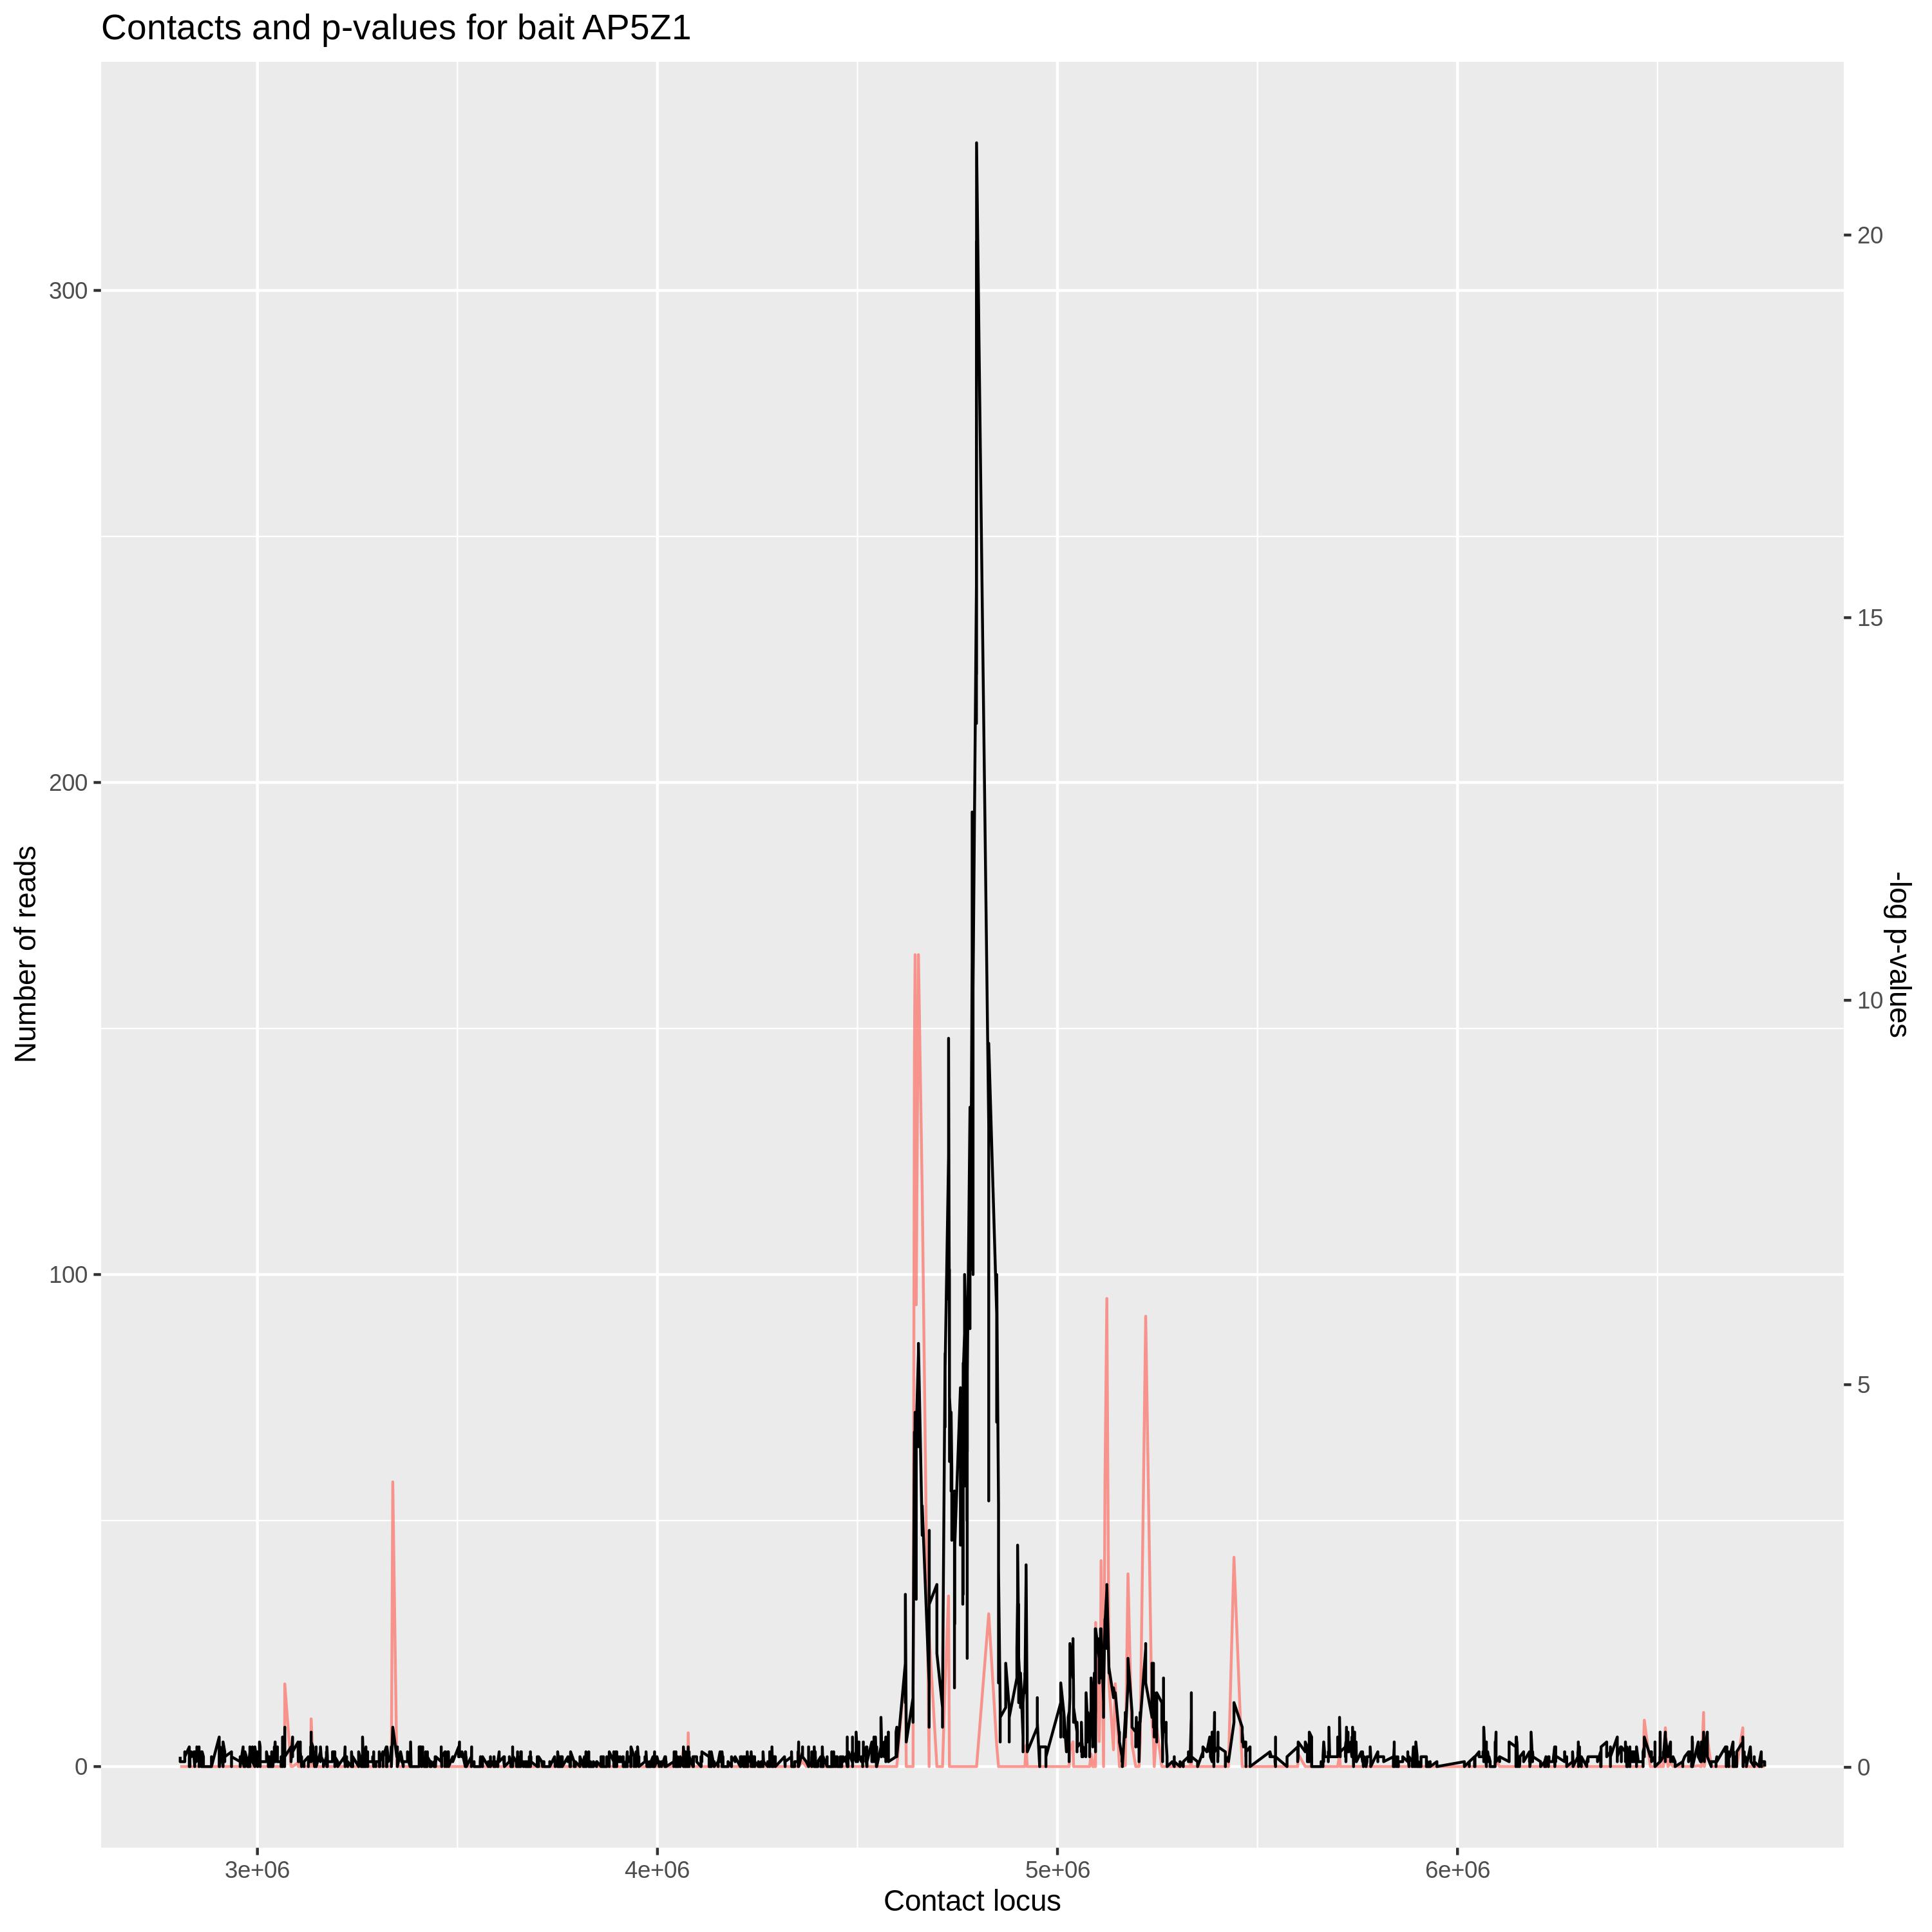 Contacts and p-values for bait AP5Z1
Number of reads
300
200
100
0
20
15
10
5
0
-log p-values
3e+06
4e+06
5e+06
6e+06
Contact locus